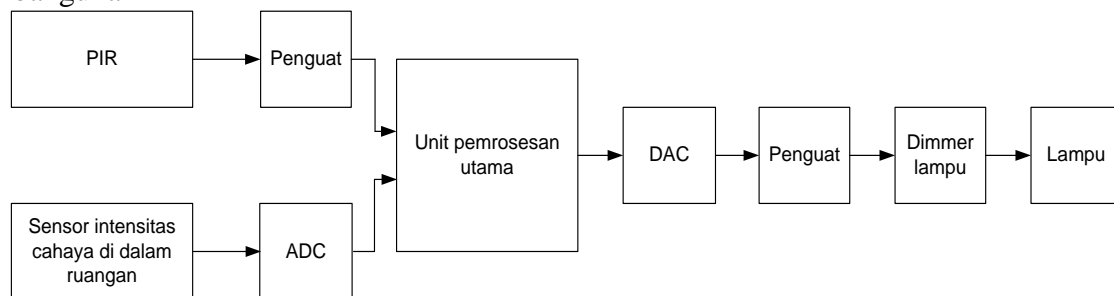 PIR
Penguat
Unit pemrosesan
utama
DAC
Penguat
Dimmer
lampu
Lampu
Sensor intensitas
cahaya di dalam
ruangan
ADC